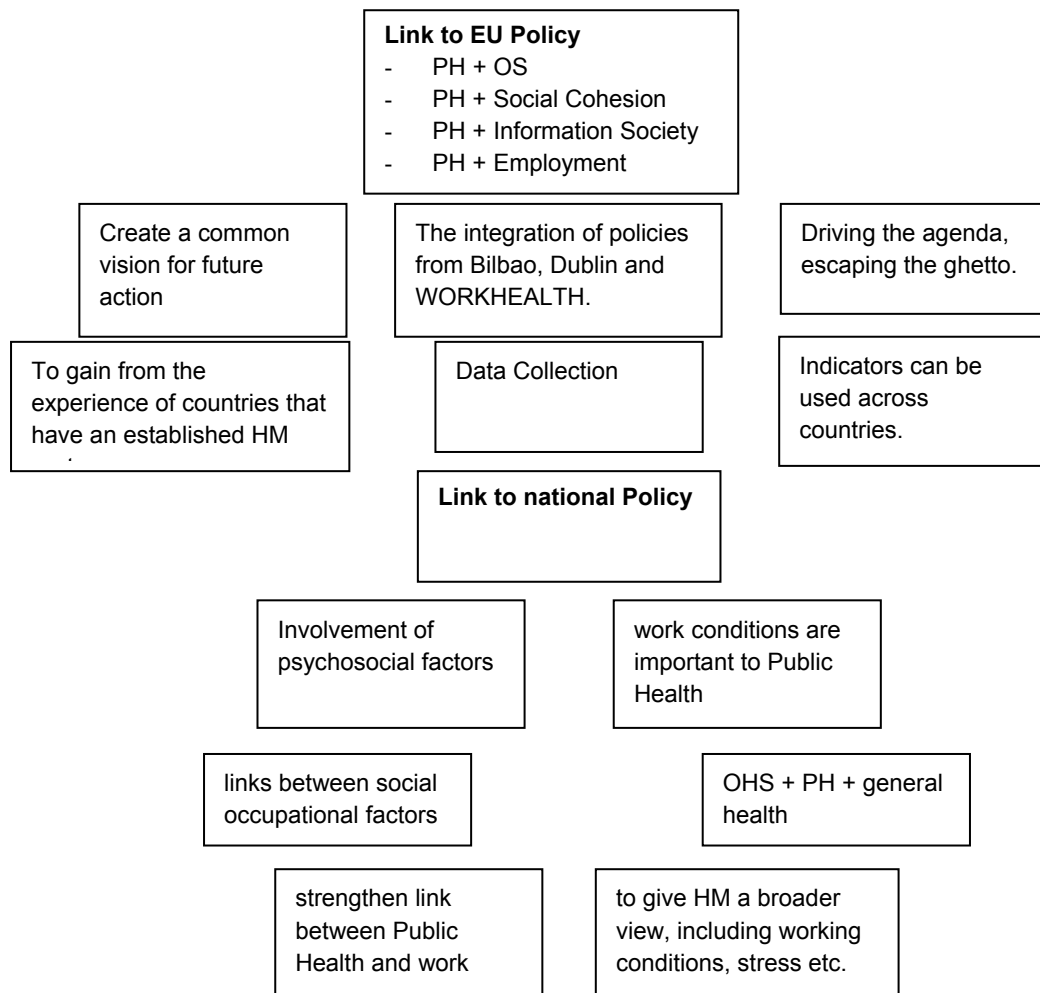 Link to EU Policy
- PH + OS
- PH + Social Cohesion
- PH + Information Society
- PH + Employment
Create a common
vision for future
action
The integration of policies
from Bilbao, Dublin and
WORKHEALTH.
Driving the agenda,
escaping the ghetto.
To gain from the
experience of countries that
have an established HM
Data Collection
Indicators can be
used across
countries.
Link to national Policy
Involvement of
psychosocial factors
work conditions are
important to Public
Health
links between social
occupational factors
OHS + PH + general
health
strengthen link
between Public
Health and work
to give HM a broader
view, including working
conditions, stress etc.